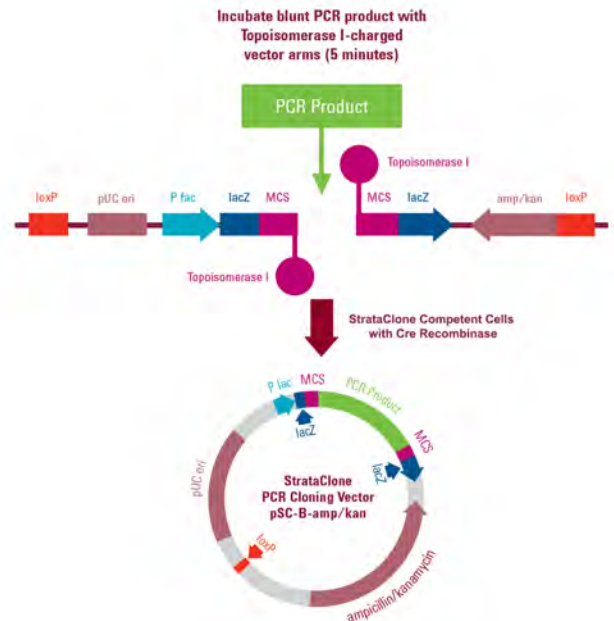 Incubate blunt PCR product with
Topoisomerase I-charged
vector arms (5 minutes)
PCR Product
Topoisomerase I
loxP
pUC ori
P fac
lacZ
MCS
MCS
lacZ
amp/kan
loxP
Topoisomerase I
StrataClone Competent Cells
with Cre Recombinase
P lac
MCS
PCR Product
lacZ
MCS
lacZ
pUC ori
StrataClone
PCR Cloning Vector
pSC-B-amp/kan
loxP
ampicillin/kanamycin